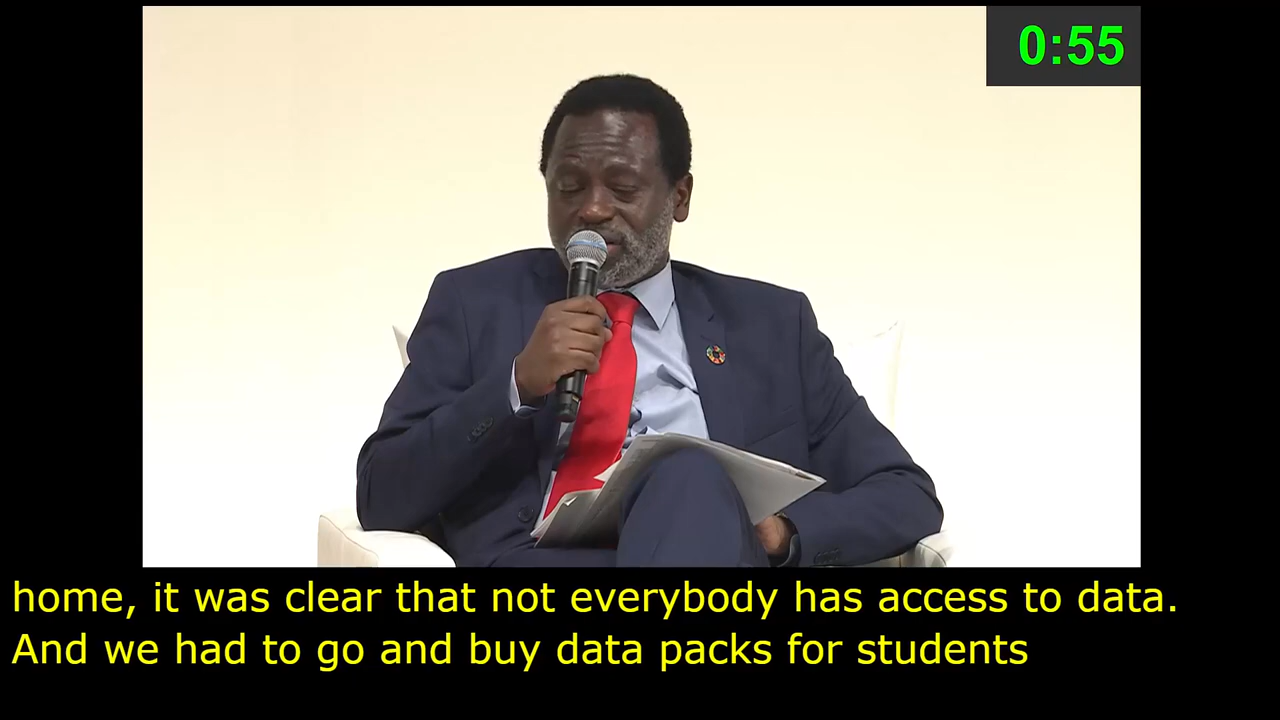 0:55
home, it was clear that not everybody has access to data.
And we had to go and buy data packs for students